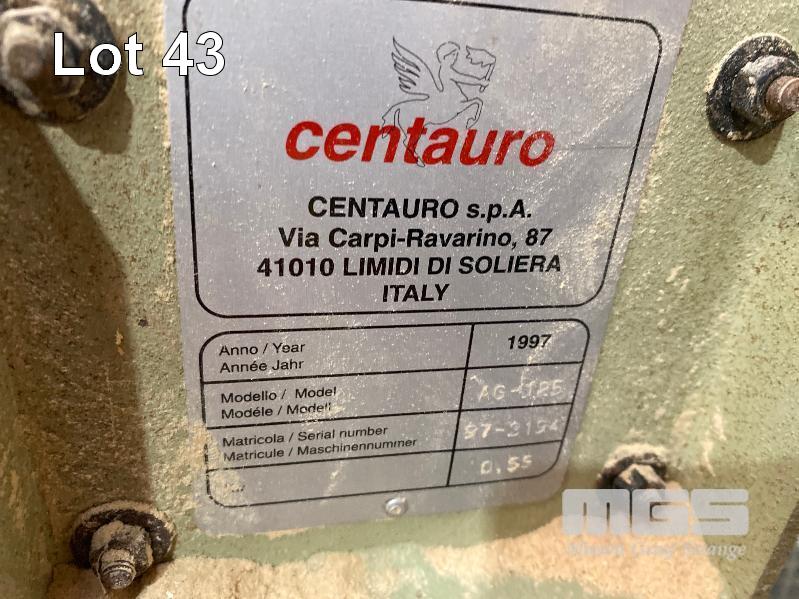 Lot 43
centauro
CENTAURO s.p.A.
Via Carpi-Ravarino, 87
41010 LIMIDI DI SOLIERA
ITALY
Anno / Year
Année Jahr
1997
Modello / Model
Modéle / Modell
Matricola / Serial number
Matricule / Maschinennummer
0.55
MGS